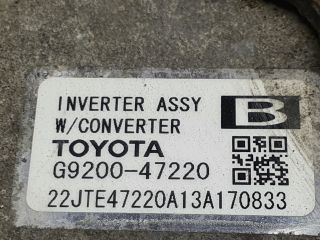 INVERTER ASSY
W/CONVERTER
B
TOYOTA
G9200-47220
22JTE47220A13A170833